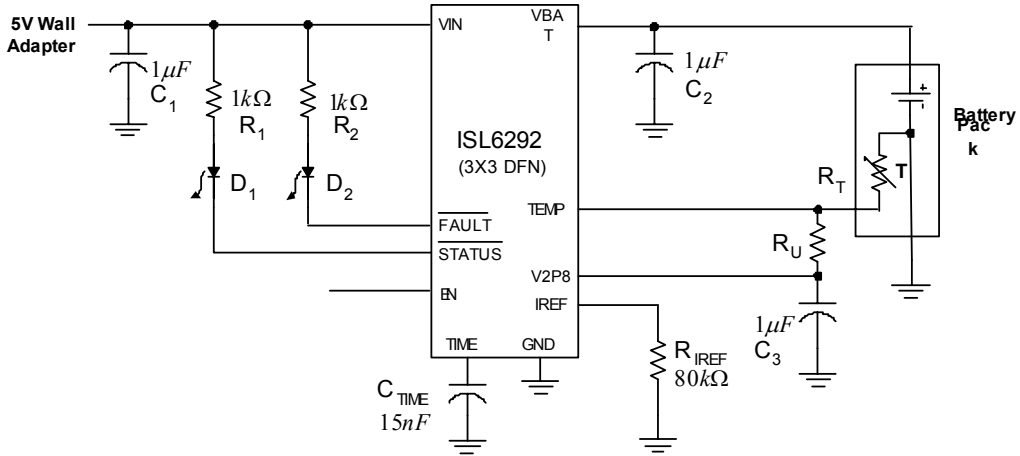 5V Wall
Adapter
1µF
C1
1kΩ
R1
1kΩ
R2
D1
D2
VIN
VBA
T
ISL6292
(3X3 DFN)
TEMP
FAULT
STATUS
V2P8
EN
IREF
TIME
GND
CTIME
15nF
1µF
C2
RT
T
Battery
Pac
k
RU
1µF
C3
RIREF
80kΩ
+
-